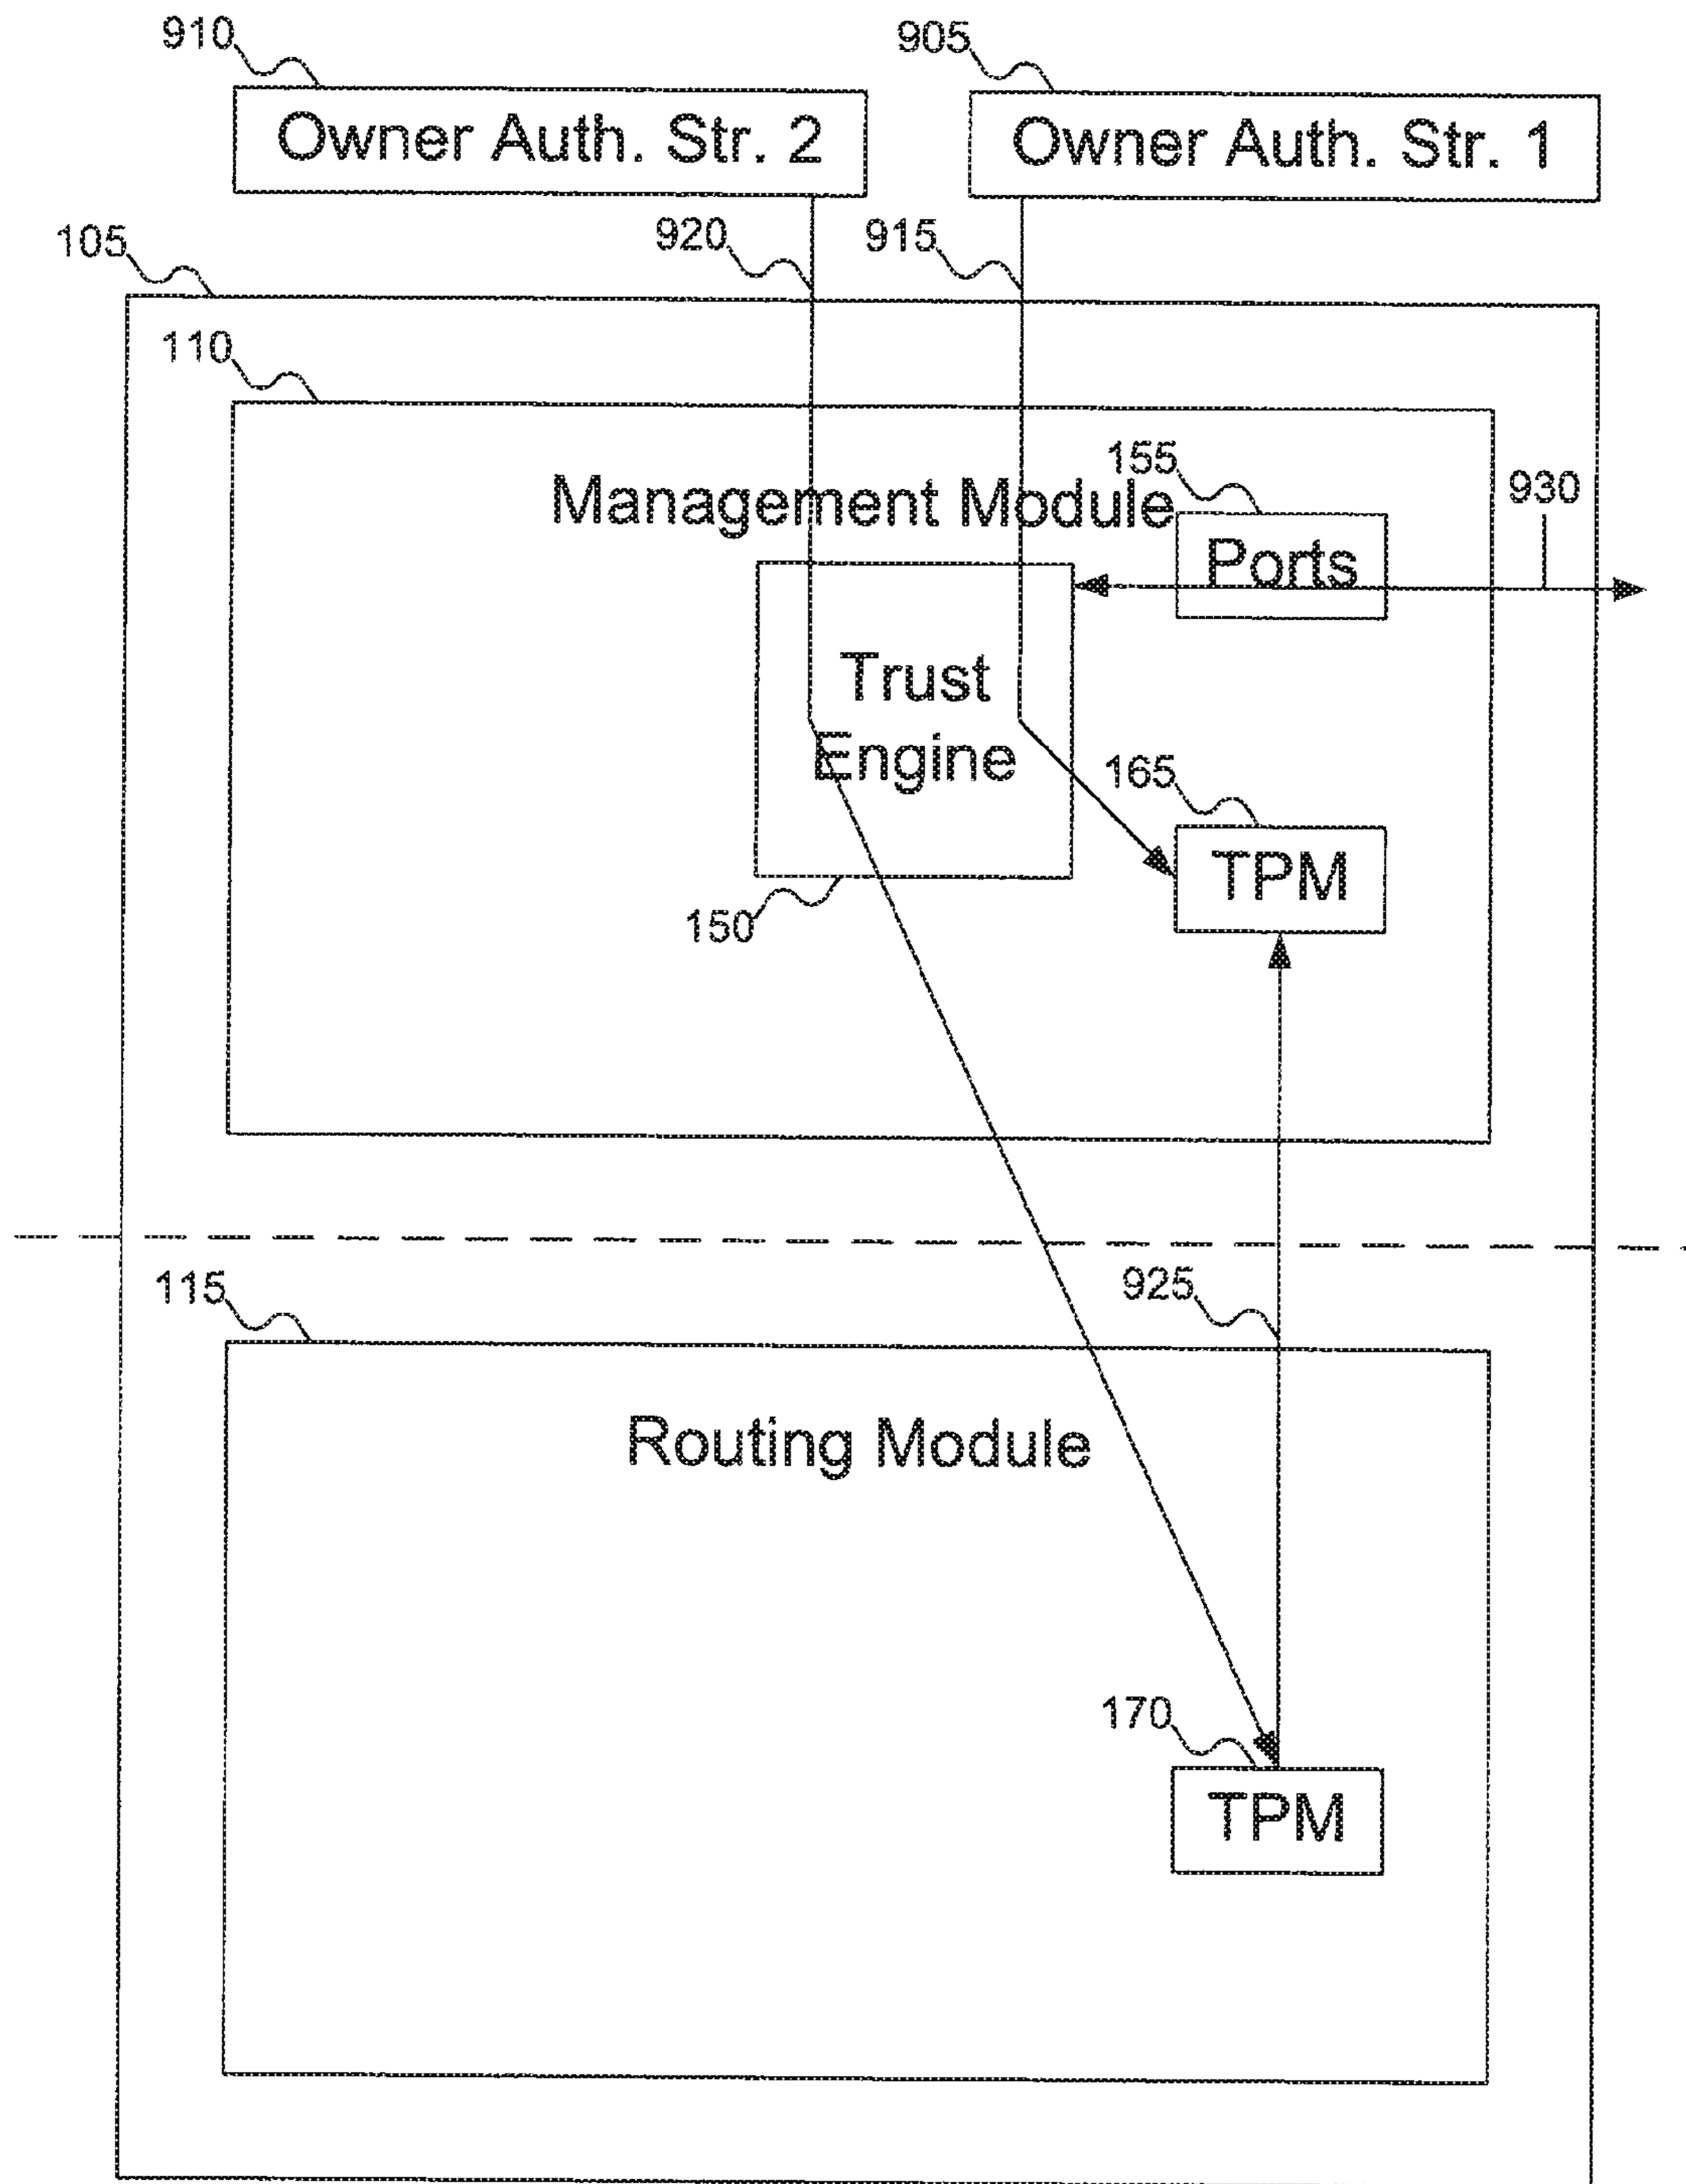 910
905
Owner Auth. Str. 2
Owner Auth. Str. 1
105
920
915
110
Management Module
155
930
Ports
Trust
Engine
165
TPM
150
115
925
Routing Module
170
TPM